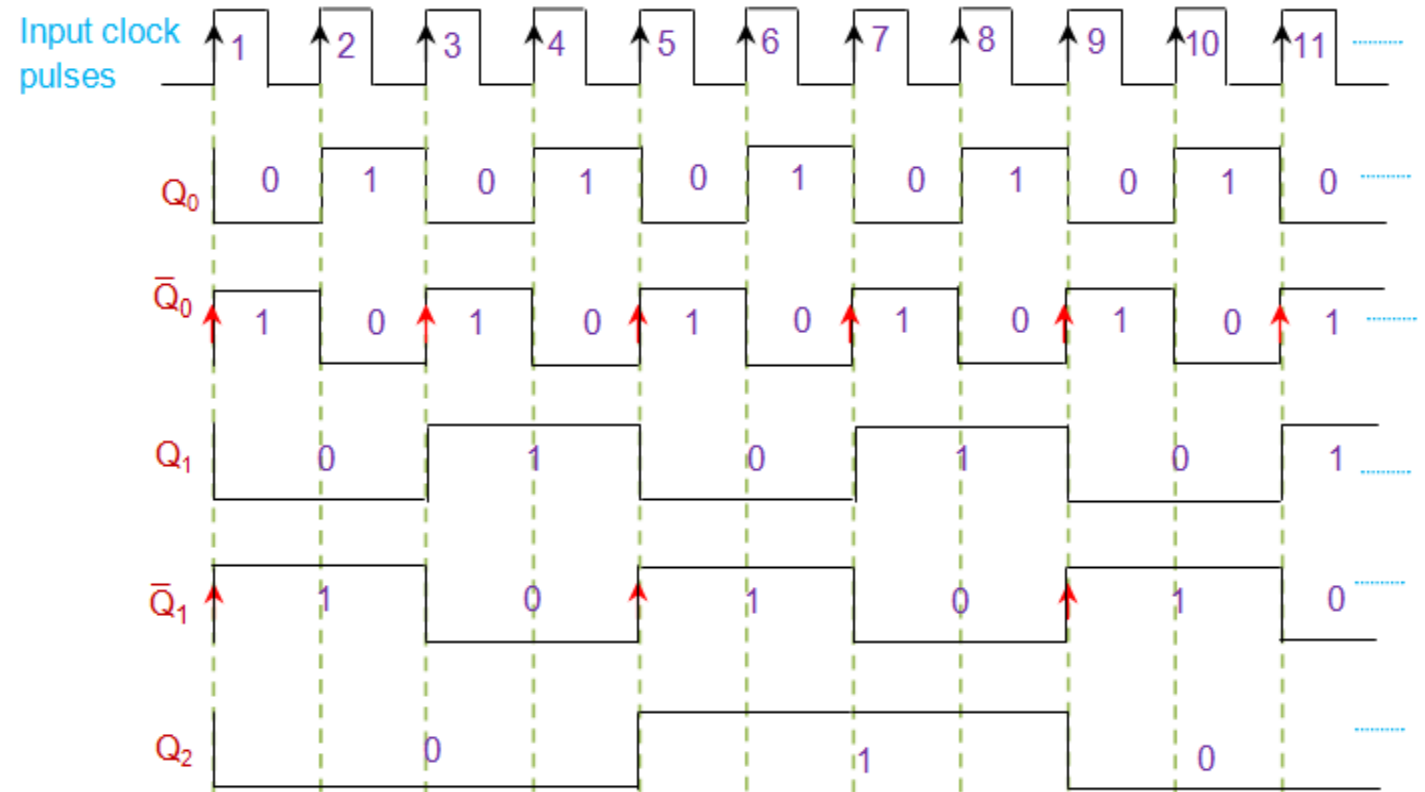 Input clock pulses 1 2 3 4 5 6 7 8 9 10 11
Q₀ 0 1 0 1 0 1 0 1 0 1 0
Q̅₀ 1 0 1 0 1 0 1 0 1 0 1
Q₁ 0 1 0 1 0 1
Q̅₁ 1 0 1 0 1 0
Q₂ 0 1 0